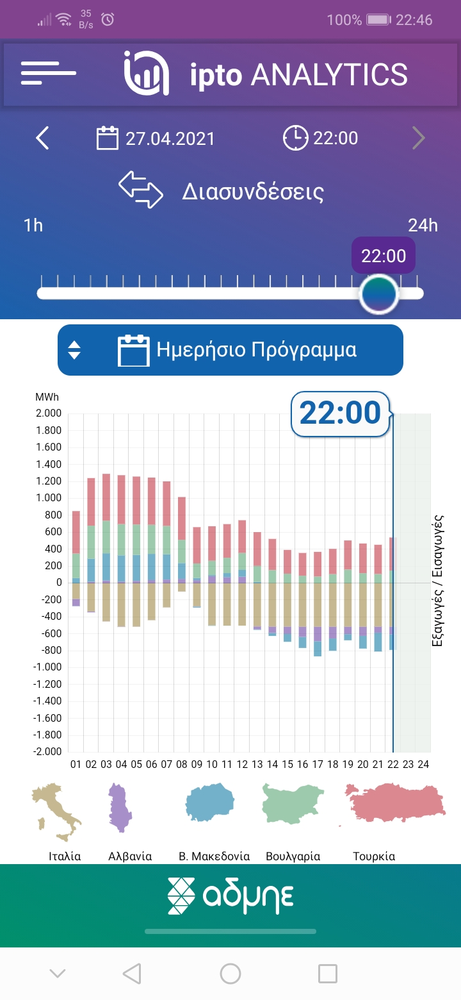 35
B/s
100%
22:46
ipto ANALYTICS
27.04.2021
22:00
Διασυνδέσεις
1h
24h
22:00
Ημερήσιο Πρόγραμμα
MWh
22:00
2.000
1.800
1.600
1.400
1.200
1.000
800
600
400
200
0
-200
-400
-600
-800
-1.000
-1.200
-1.400
-1.600
-1.800
-2.000
Εξαγωγές / Εισαγωγές
01 02 03 04 05 06 07 08 09 10 11 12 13 14 15 16 17 18 19 20 21 22 23 24
Ιταλία Αλβανία Β. Μακεδονία Βουλγαρία Τουρκία
αδμηε